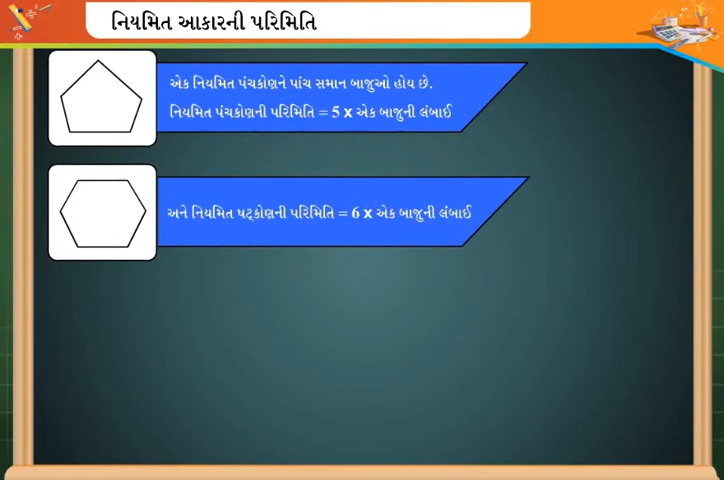 નિયમિત આકારની પરિમિતિ
એક નિયમિત પંચકોણને પાંચ સમાન બાજુઓ હોય છે.
નિયમિત પંચકોણની પરિમિતિ = 5 x એક બાજુની લંબાઈ
અને નિયમિત ષટ્કોણની પરિમિતિ = 6 x એક બાજુની લંબાઈ